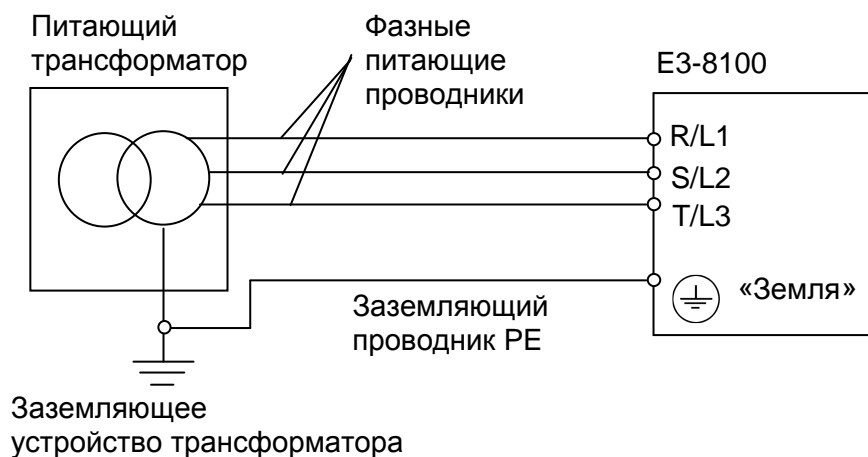 Питающий
трансформатор
Фазные
питающие
проводники
E3-8100
R/L1
S/L2
T/L3
«Земля»
Заземляющий
проводник PE
Заземляющее
устройство трансформатора